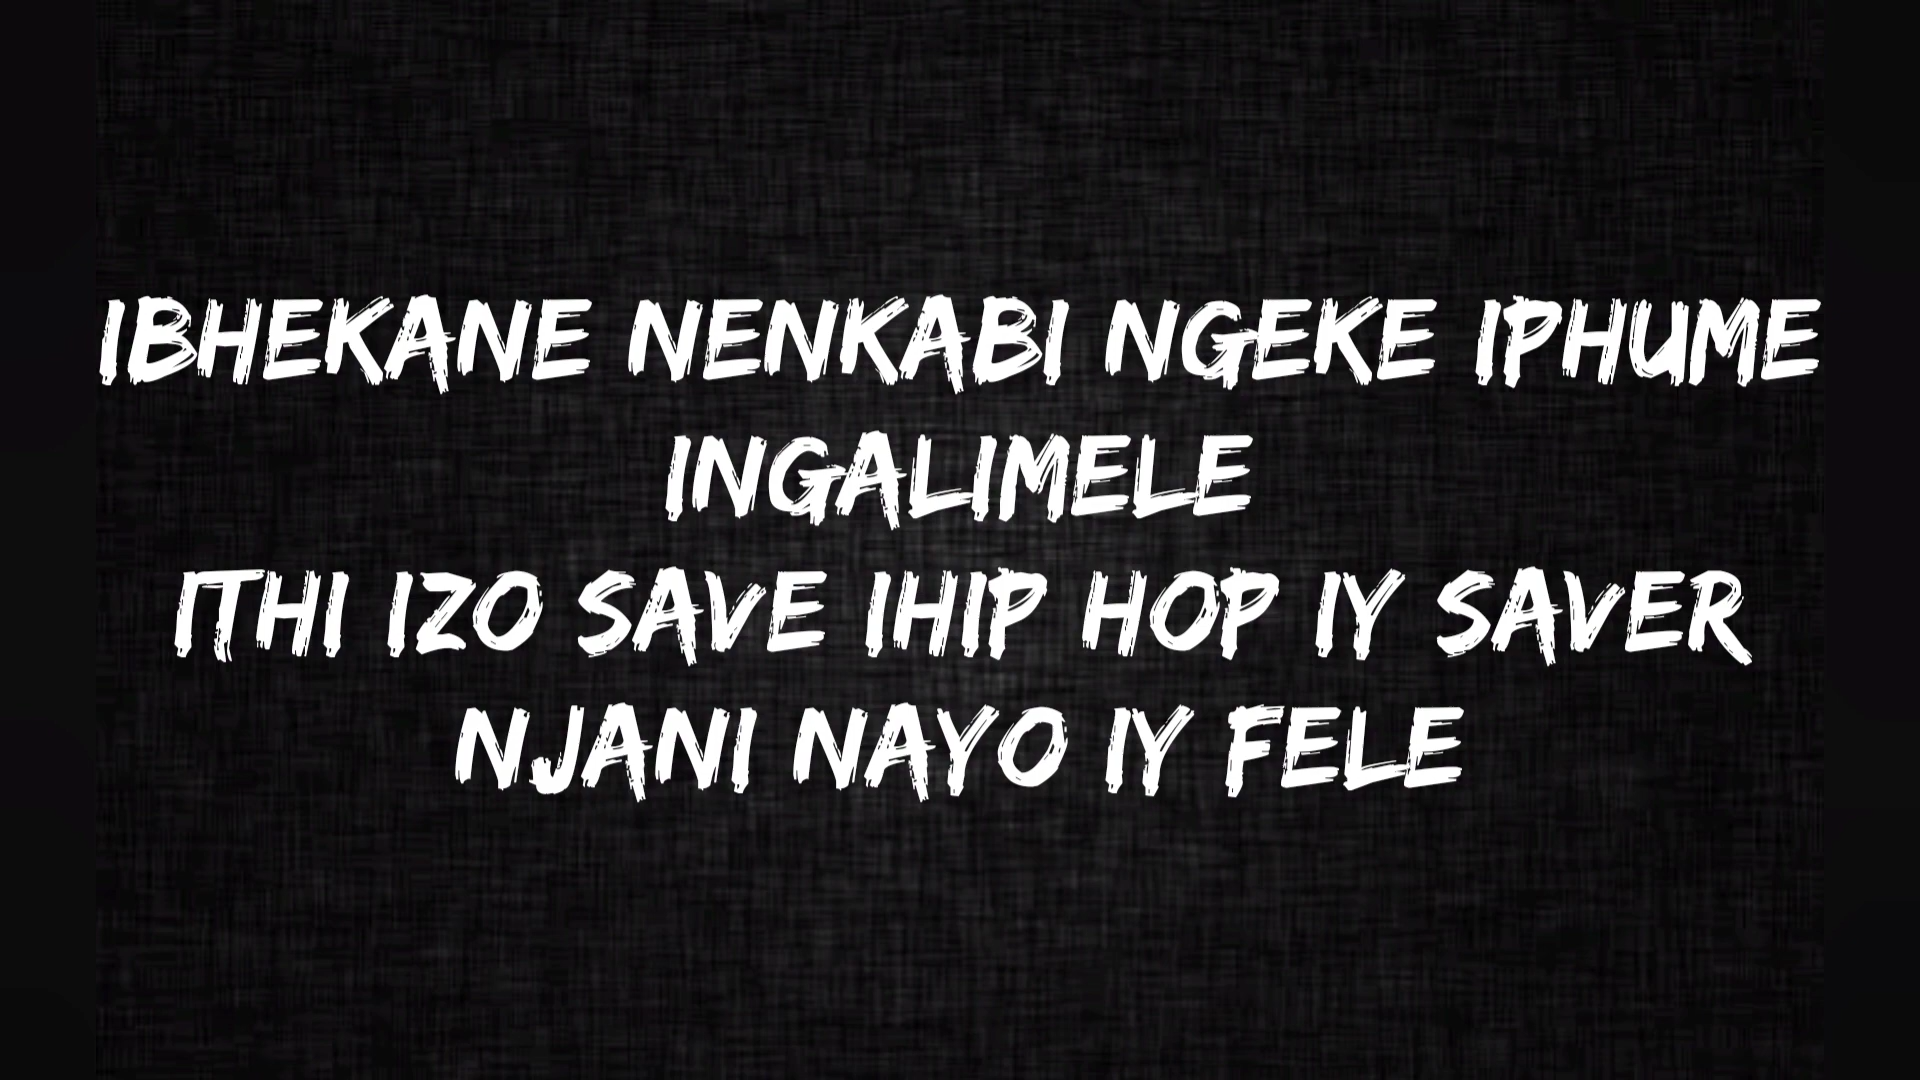 IBHEKANE NENKABI NGEKE IPHUME
INGALIMELE
ITHI IZO SAVE IHIP HOP IY SAVER
NJANI NAYO IY FELE